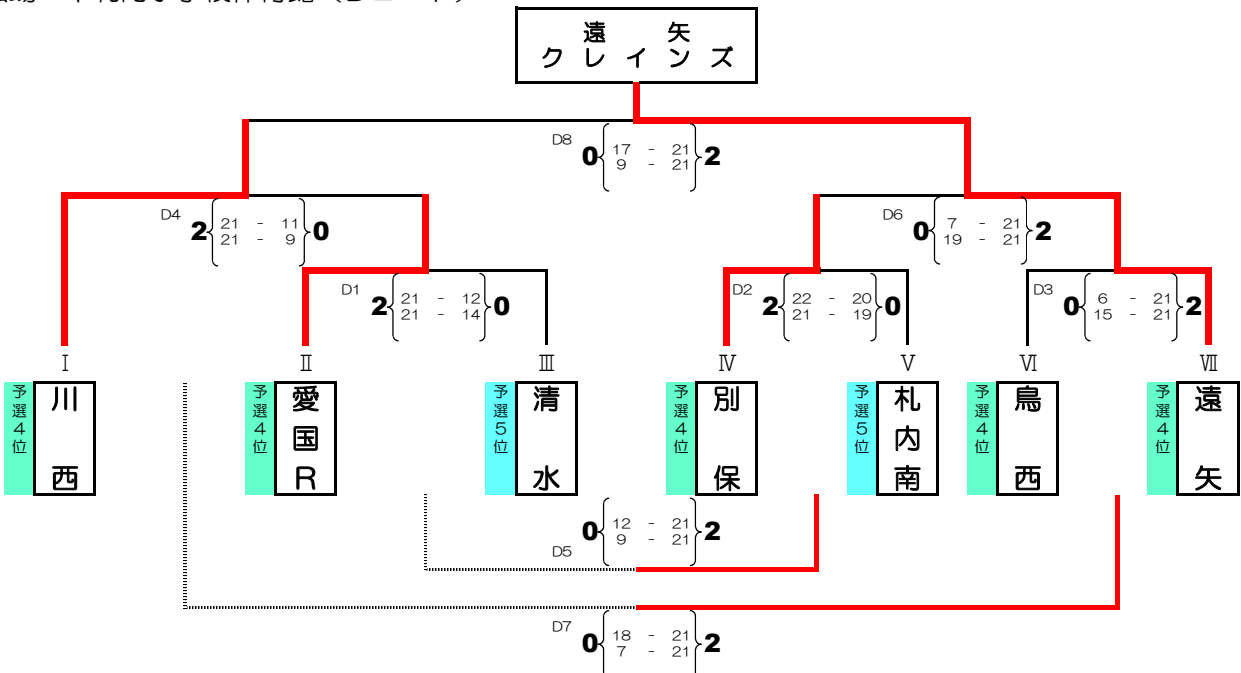 遠矢
クレインズ
D8
0 17 - 21 2
9 - 21
D4
2 21 - 11 0
21 - 9
D6
0 7 - 21 2
19 - 21
D1
2 21 - 12 0
21 - 14
D2
2 22 - 20 0
21 - 19
D3
0 6 - 21 2
15 - 21
Ⅰ Ⅱ Ⅲ Ⅳ Ⅴ Ⅵ Ⅶ
予選4位
川西
予選4位
愛国R
予選5位
清水
予選4位
別保
予選5位
札内南
予選4位
鳥西
予選4位
遠矢
D5
0 12 - 21 2
9 - 21
D7
0 18 - 21 2
7 - 21